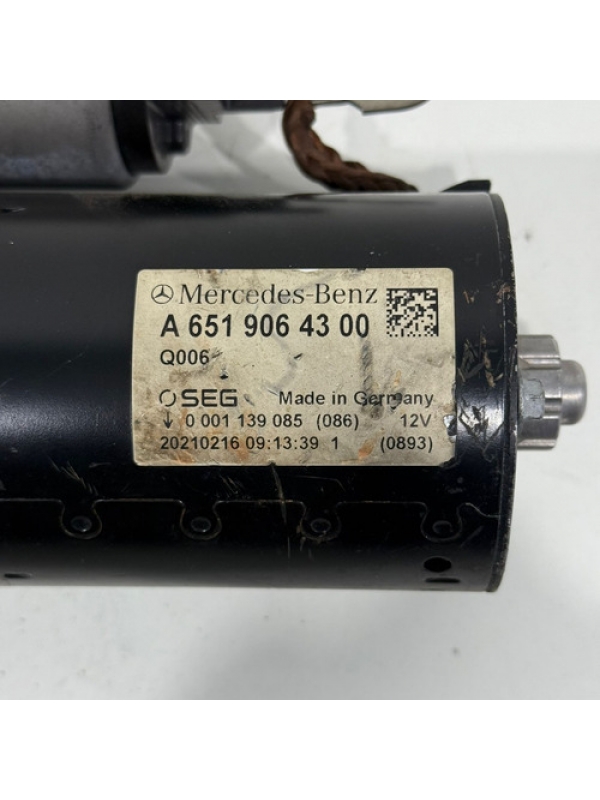 Mercedes-Benz
A 651 906 43 00
Q006
SEG Made in Germany
0 001 139 085 (086) 12V
20210216 09:13:39 1 (0893)